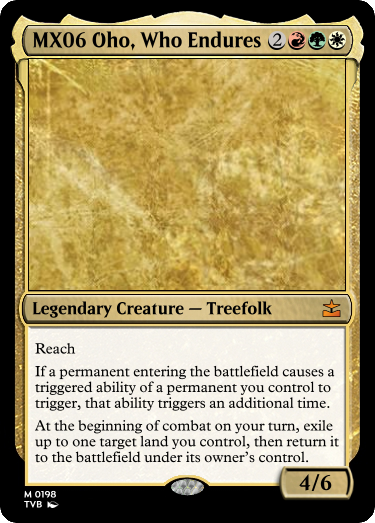 MX06 Oho, Who Endures 2
Legendary Creature — Treefolk
Reach
If a permanent entering the battlefield causes a
triggered ability of a permanent you control to
trigger, that ability triggers an additional time.
At the beginning of combat on your turn, exile
up to one target land you control, then return it
to the battlefield under its owner's control.
4/6
M 0198
TVB